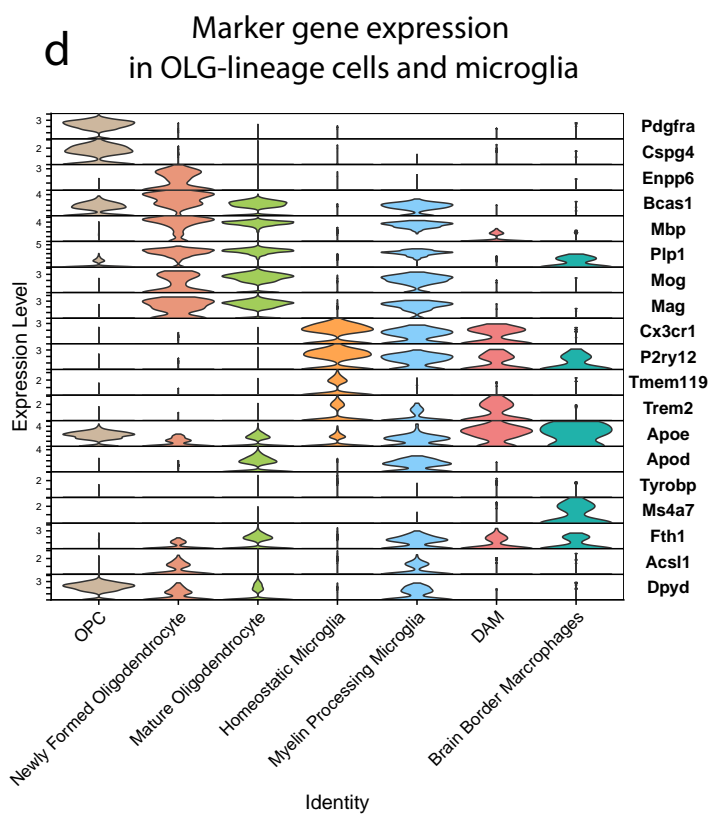 d
Marker gene expression
in OLG-lineage cells and microglia
Expression Level
3
Pdgfra
2
Cspg4
3
Enpp6
4
Bcas1
4
Mbp
5
Plp1
3
Mog
3
Mag
3
Cx3cr1
3
P2ry12
2
Tmem119
2
Trem2
4
Apoe
4
Apod
2
Tyrobp
2
Ms4a7
3
Fth1
2
Acsl1
3
Dpyd
OPC
Newly Formed Oligodendrocyte
Mature Oligodendrocyte
Homeostatic Microglia
Myelin Processing Microglia
DAM
Brain Border Marcrophages
Identity